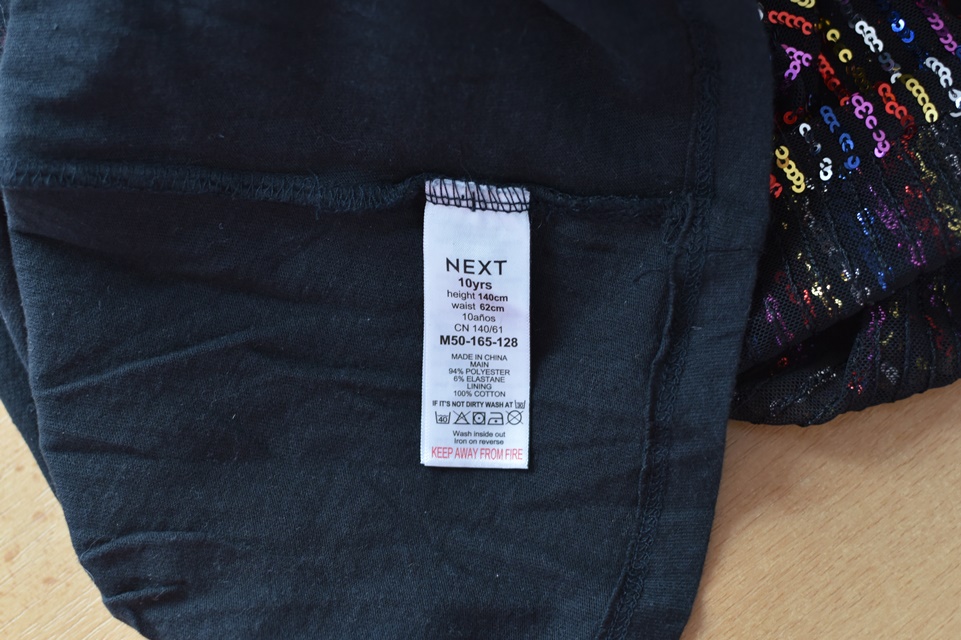 NEXT
10yrs
height 140cm
waist 62cm
10años
CN 140/61
M50-165-128
MADE IN CHINA
MAIN
94% POLYESTER
6% ELASTANE
LINING
100% COTTON
IF IT'S NOT DIRTY WASH AT 30
40
Wash inside out
Iron on reverse
KEEP AWAY FROM FIRE